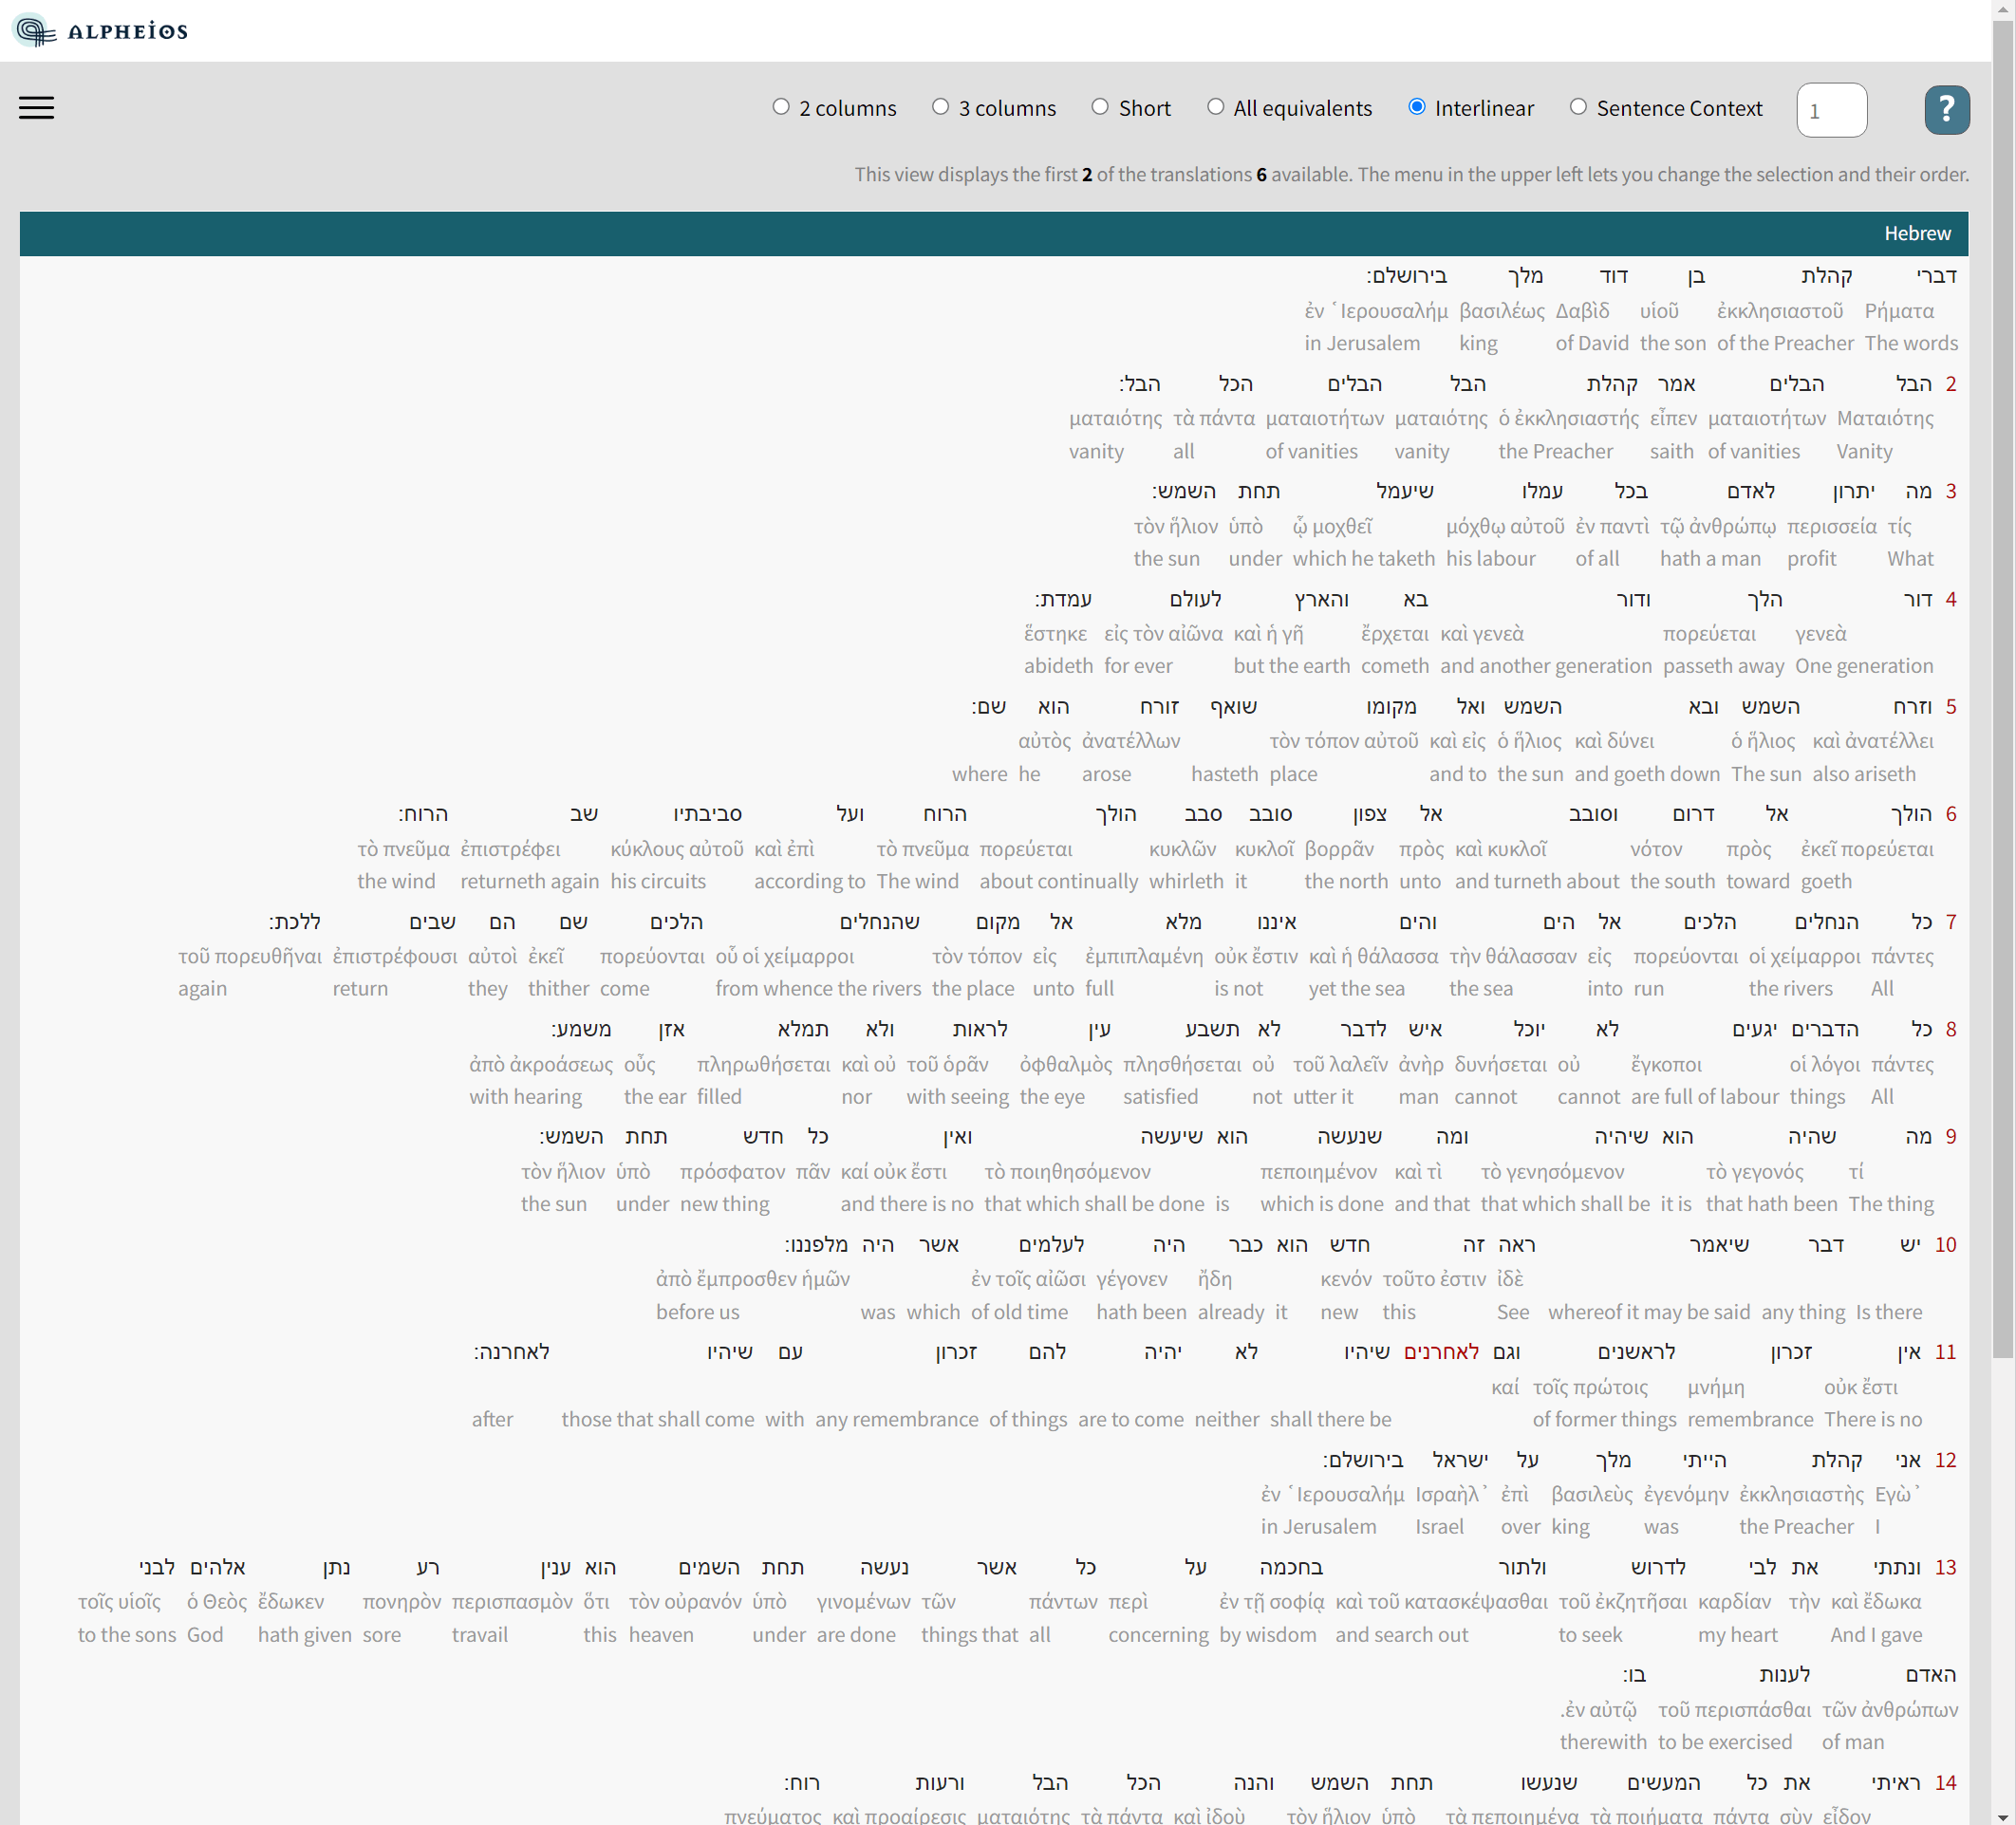 ALPHEIOS
2 columns 3 columns Short All equivalents Interlinear Sentence Context 1 ?
This view displays the first 2 of the translations 6 available. The menu in the upper left lets you change the selection and their order.
Hebrew
דברי קהלת בן דוד מלך בירושלם:
Ρήματα ἐκκλησιαστοῦ υἱοῦ Δαβὶδ βασιλέως ἐν ῾Ιερουσαλήμ
The words of the Preacher the son of David king in Jerusalem
2 הבל הבלים אמר קהלת הבל הבלים הכל הבל:
Ματαιότης ματαιοτήτων εἶπεν ὁ ἐκκλησιαστής ματαιότης ματαιοτήτων τὰ πάντα ματαιότης
Vanity of vanities saith the Preacher vanity of vanities all vanity
3 מה יתרון לאדם בכל עמלו שיעמל תחת השמש:
τίς περισσεία τῷ ἀνθρώπῳ ἐν παντὶ μόχθῳ αὐτοῦ ᾧ μοχθεῖ ὑπὸ τὸν ἥλιον
What profit hath a man of all his labour which he taketh under the sun
4 דור הלך ודור בא והארץ לעולם עמדת:
γενεὰ πορεύεται καὶ γενεὰ ἔρχεται καὶ ἡ γῆ εἰς τὸν αἰῶνα ἕστηκε
One generation passeth away and another generation cometh but the earth for ever abideth
5 וזרח השמש ובא השמש ואל מקומו שואף זורח הוא שם:
καὶ ἀνατέλλει ὁ ἥλιος καὶ δύνει ὁ ἥλιος καὶ εἰς τὸν τόπον αὐτοῦ ἀνατέλλων αὐτὸς
also ariseth The sun and goeth down the sun and to place hasteth arose he where
6 הולך אל דרום וסובב אל צפון סובב סבב הולך הרוח ועל סביבתיו שב הרוח:
ἐκεῖ πορεύεται πρὸς νότον καὶ κυκλοῖ πρὸς βορρᾶν κυκλοῖ κυκλῶν πορεύεται τὸ πνεῦμα καὶ ἐπὶ κύκλους αὐτοῦ ἐπιστρέφει τὸ πνεῦμα
goeth toward the south and turneth about unto the north it whirleth about continually The wind according to his circuits returneth again the wind
7 כל הנחלים הלכים אל הים והים איננו מלא אל מקום שהנחלים הלכים שם הם שבים ללכת:
πάντες οἱ χείμαρροι πορεύονται εἰς τὴν θάλασσαν καὶ ἡ θάλασσα οὐκ ἔστιν ἐμπιπλαμένη εἰς τὸν τόπον οὗ οἱ χείμαρροι πορεύονται ἐκεῖ αὐτοὶ ἐπιστρέφουσι τοῦ πορευθῆναι
All the rivers run into the sea yet the sea is not full unto the place from whence the rivers come thither they return again
8 כל הדברים יגעים לא יוכל איש לדבר לא תשבע עין לראות ולא תמלא אזן משמע:
πάντες οἱ λόγοι ἔγκοποι οὐ δυνήσεται ἀνὴρ τοῦ λαλεῖν οὐ πλησθήσεται ὀφθαλμὸς τοῦ ὁρᾶν καὶ οὐ πληρωθήσεται οὖς ἀπὸ ἀκροάσεως
All things are full of labour cannot cannot man utter it not satisfied the eye with seeing nor filled the ear with hearing
9 מה שהיה הוא שיהיה ומה שנעשה הוא שיעשה ואין כל חדש תחת השמש:
τί τὸ γεγονός τὸ γενησόμενον καὶ τὶ πεποιημένον τὸ ποιηθησόμενον καί οὐκ ἔστι πᾶν πρόσφατον ὑπὸ τὸν ἥλιον
The thing that hath been it is that which shall be and that which is done is that which shall be done and there is no new thing under the sun
10 יש דבר שיאמר ראה זה חדש הוא כבר היה לעלמים אשר היה מלפננו:
ἰδὲ τοῦτο ἐστιν κενόν ἤδη γέγονεν ἐν τοῖς αἰῶσι ἀπὸ ἔμπροσθεν ἡμῶν
Is there any thing whereof it may be said See this new it already hath been of old time which was before us
11 אין זכרון לראשנים וגם לאחרנים שיהיו לא יהיה להם זכרון עם שיהיו לאחרנה:
οὐκ ἔστι μνήμη τοῖς πρώτοις καί
There is no remembrance of former things shall there be neither are to come of things any remembrance with those that shall come after
12 אני קהלת הייתי מלך על ישראל בירושלם:
Εγὼ᾿ ἐκκλησιαστὴς ἐγενόμην βασιλεὺς ἐπὶ Ισραὴλ᾿ ἐν ῾Ιερουσαλήμ
I the Preacher was king over Israel in Jerusalem
13 ונתתי את לבי לדרוש ולתור בחכמה על כל אשר נעשה תחת השמים הוא ענין רע נתן אלהים לבני
καὶ ἔδωκα τὴν καρδίαν τοῦ ἐκζητῆσαι καὶ τοῦ κατασκέψασθαι ἐν τῇ σοφίᾳ περὶ πάντων τῶν γινομένων ὑπὸ τὸν οὐρανόν ὅτι περισπασμὸν πονηρὸν ἔδωκεν ὁ Θεὸς τοῖς υἱοῖς
And I gave my heart to seek and search out by wisdom concerning all things that are done under heaven this travail sore hath given God to the sons
האדם לענות בו:
τῶν ἀνθρώπων τοῦ περισπάσθαι ἐν αὐτῷ.
of man to be exercised therewith
14 ראיתי את כל המעשים שנעשו תחת השמש והנה הכל הבל ורעות רוח:
εἶδον σὺν πάντα τὰ ποιήματα τὰ πεποιημένα ὑπὸ τὸν ἥλιον καὶ ἰδοὺ τὰ πάντα ματαιότης καὶ προαίρεσις πνεύματος